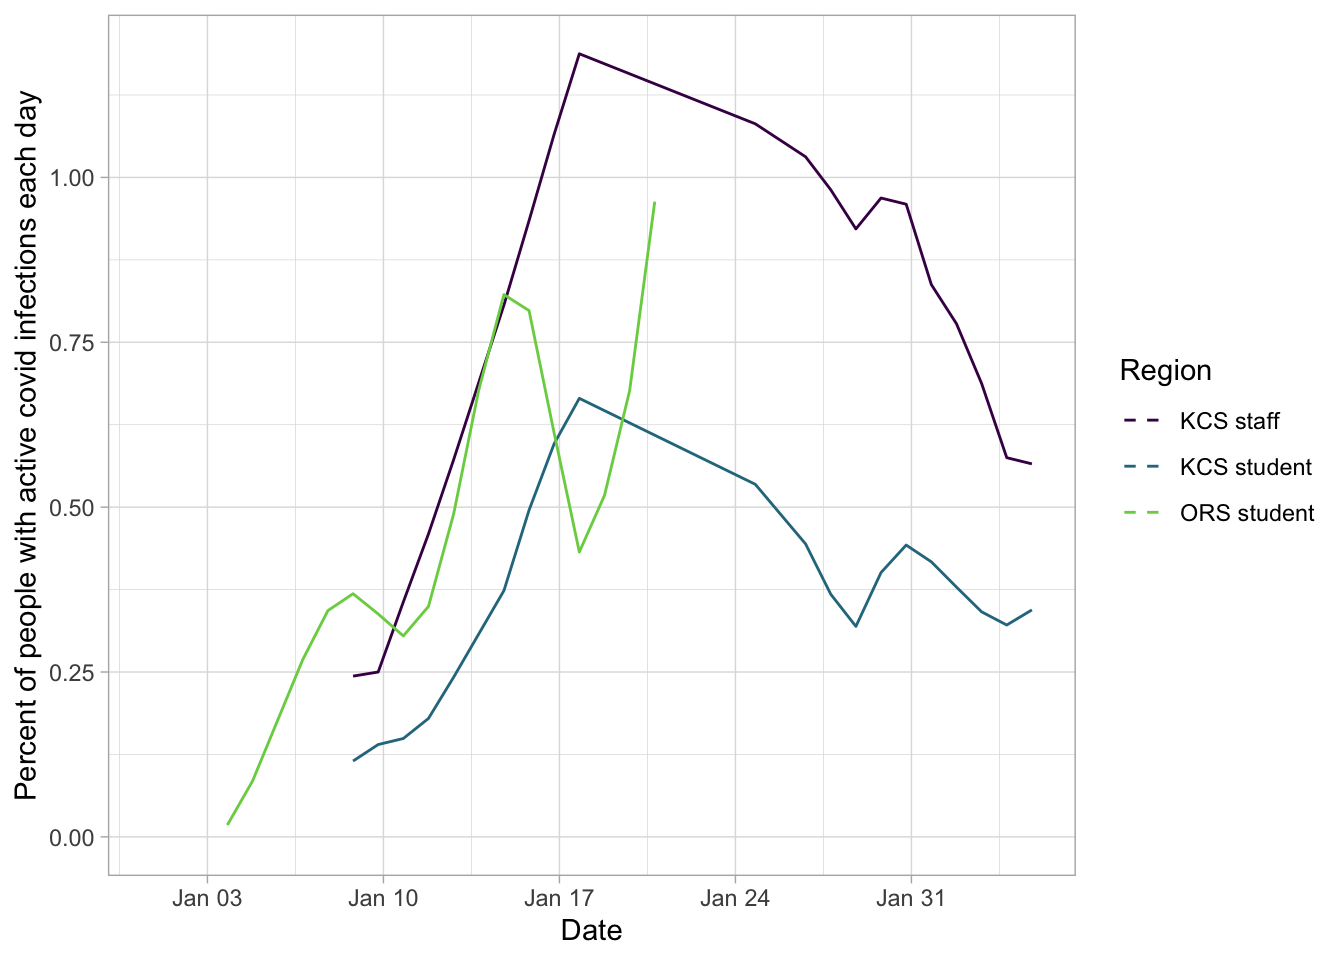 Percent of people with active covid infections each day
1.00
0.75
0.50
0.25
0.00
Jan 03
Jan 10
Jan 17
Jan 24
Jan 31
Date
Region
KCS staff
KCS student
ORS student